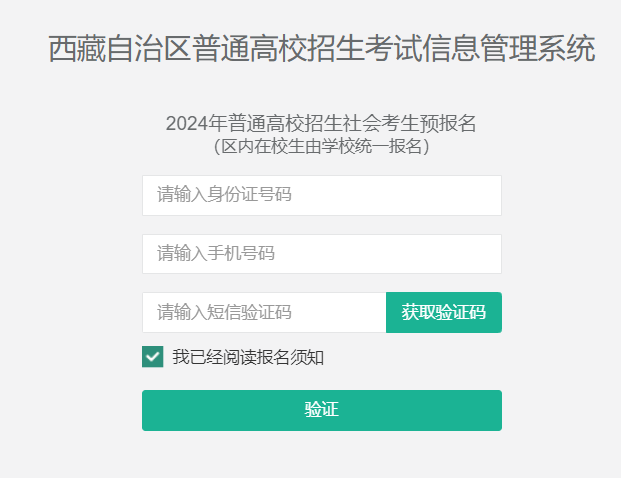 西藏自治区普通高校招生考试信息管理系统
2024年普通高校招生社会考生预报名
（区内在校生由学校统一报名）
请输入身份证号码
请输入手机号码
请输入短信验证码
获取验证码
我已经阅读报名须知
验证